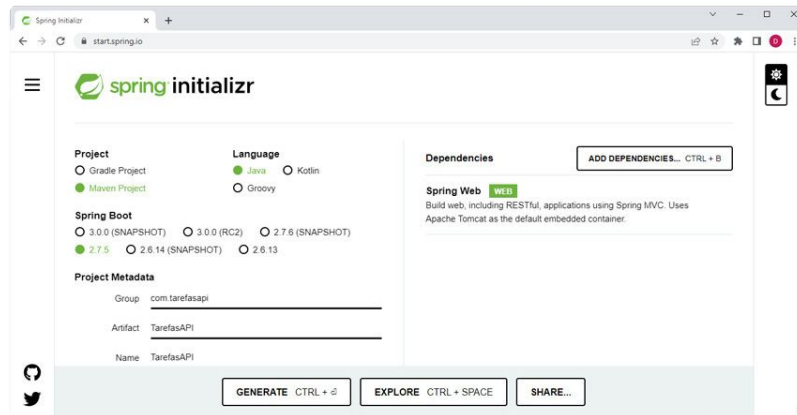 Spring Initializr
start.spring.io
D
spring initializr
Project
Language
Gradle Project
Java Kotlin
Maven Project
Groovy
Spring Boot
3.0.0 (SNAPSHOT) 3.0.0 (RC2) 2.7.6 (SNAPSHOT)
2.7.5 2.6.14 (SNAPSHOT) 2.6.13
Project Metadata
Group com.tarefasapi
Artifact TarefasAPI
Name TarefasAPI
Dependencies
ADD DEPENDENCIES... CTRL + B
Spring Web WEB
Build web, including RESTful, applications using Spring MVC. Uses
Apache Tomcat as the default embedded container.
GENERATE CTRL + ⏎
EXPLORE CTRL + SPACE
SHARE...